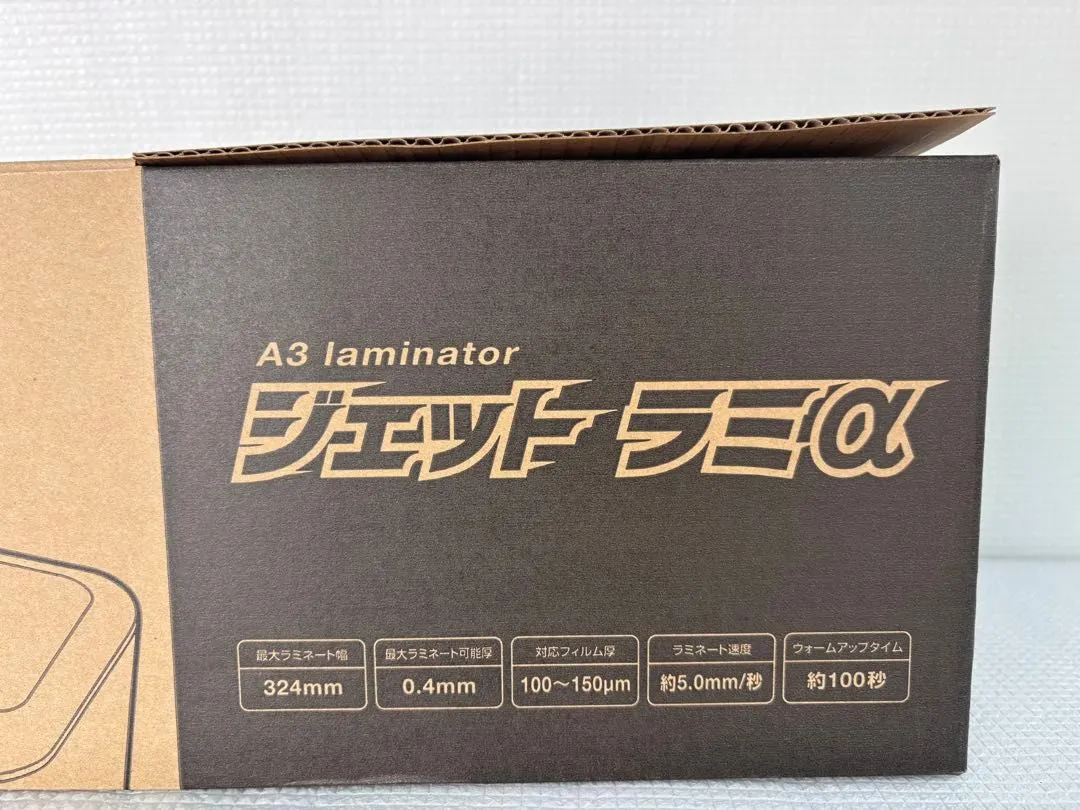 A3 laminator
ジェット ラミα
最大ラミネート幅
324mm
最大ラミネート可能厚
0.4mm
対応フィルム厚
100～150μm
ラミネート速度
約5.0mm/秒
ウォームアップタイム
約100秒